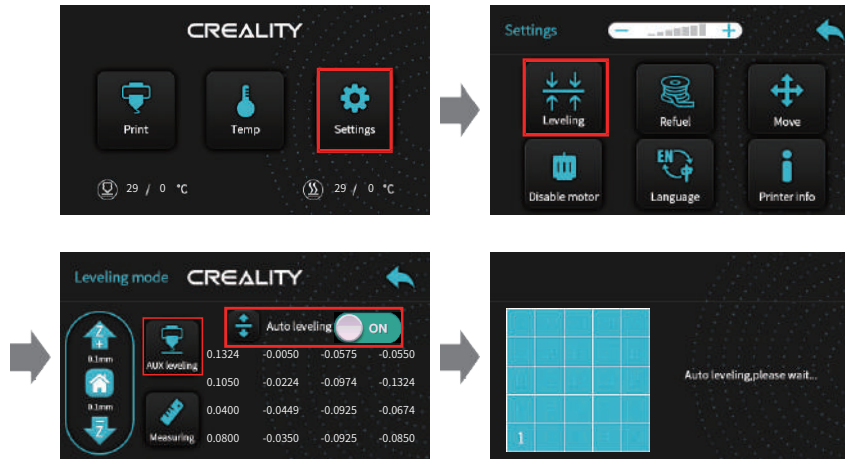 CREALITY
Print
Temp
Settings
29 / 0 °C
29 / 0 °C
Settings
Leveling
Refuel
Move
EN
中
Disable motor
Language
Printer info
Leveling mode CREALITY
Z
+
0.1mm
0.1mm
Z
-
AUX leveling
Measuring
Auto leveling ON
0.1324 -0.0050 -0.0575 -0.0550
0.1050 -0.0224 -0.0974 -0.1324
0.0400 -0.0449 -0.0925 -0.0674
0.0800 -0.0350 -0.0925 -0.0850
1
Auto leveling,please wait...